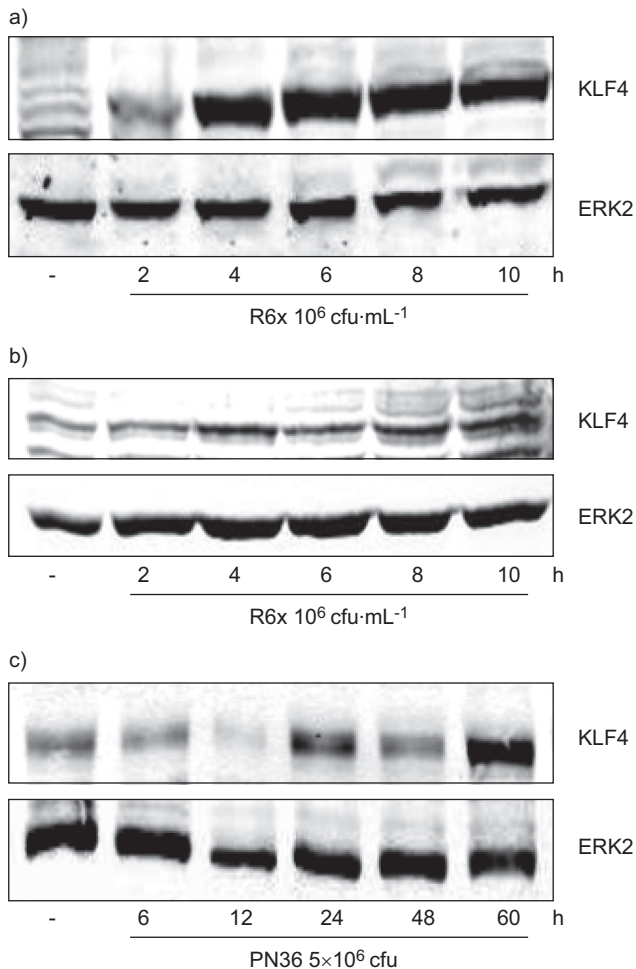 a)
KLF4
ERK2
- 2 4 6 8 10 h
R6x 10⁶ cfu·mL⁻¹
b)
KLF4
ERK2
- 2 4 6 8 10 h
R6x 10⁶ cfu·mL⁻¹
c)
KLF4
ERK2
- 6 12 24 48 60 h
PN36 5×10⁶ cfu